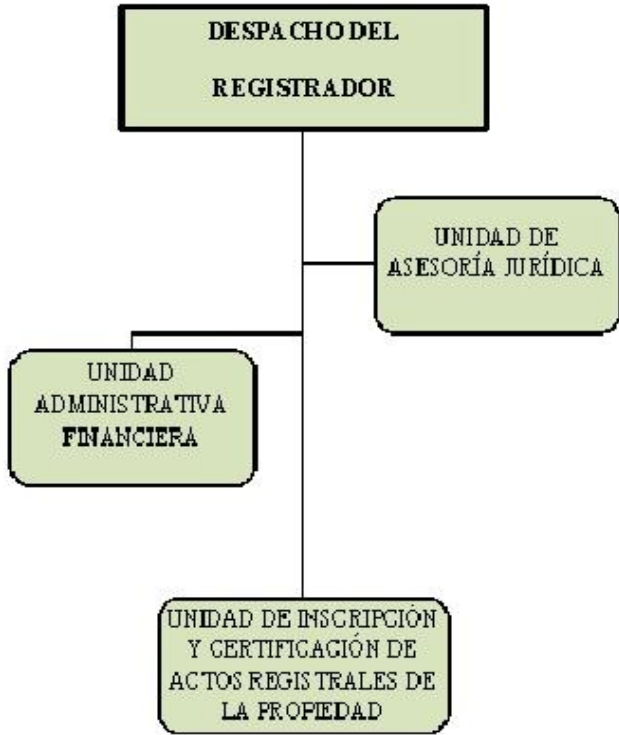 DESPACHO DEL
REGISTRADOR
UNIDAD DE
ASESORÍA JURÍDICA
UNIDAD
ADMINISTRATIVA
FINANCIERA
UNIDAD DE INSCRIPCIÓN
Y CERTIFICACIÓN DE
ACTOS REGISTRALES DE
LA PROPIEDAD